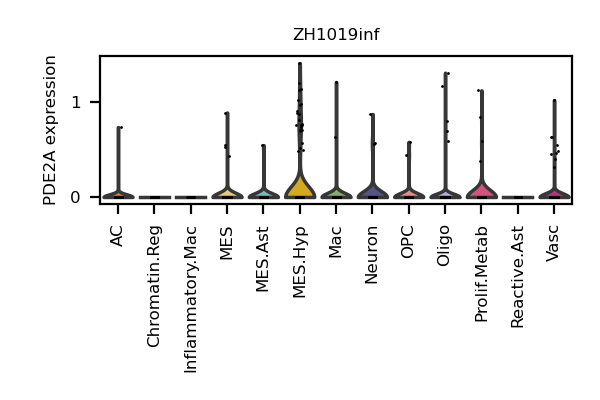 ZH1019inf
PDE2A expression
1
0
AC
Chromatin.Reg
Inflammatory.Mac
MES
MES.Ast
MES.Hyp
Mac
Neuron
OPC
Oligo
Prolif.Metab
Reactive.Ast
Vasc